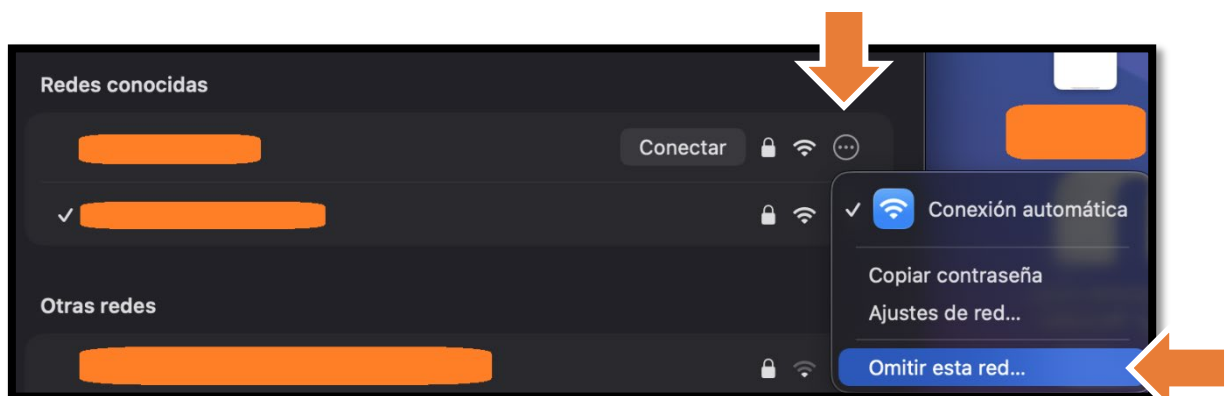 Redes conocidas
Conectar
Conexión automática
Copiar contraseña
Ajustes de red...
Otras redes
Omitir esta red...